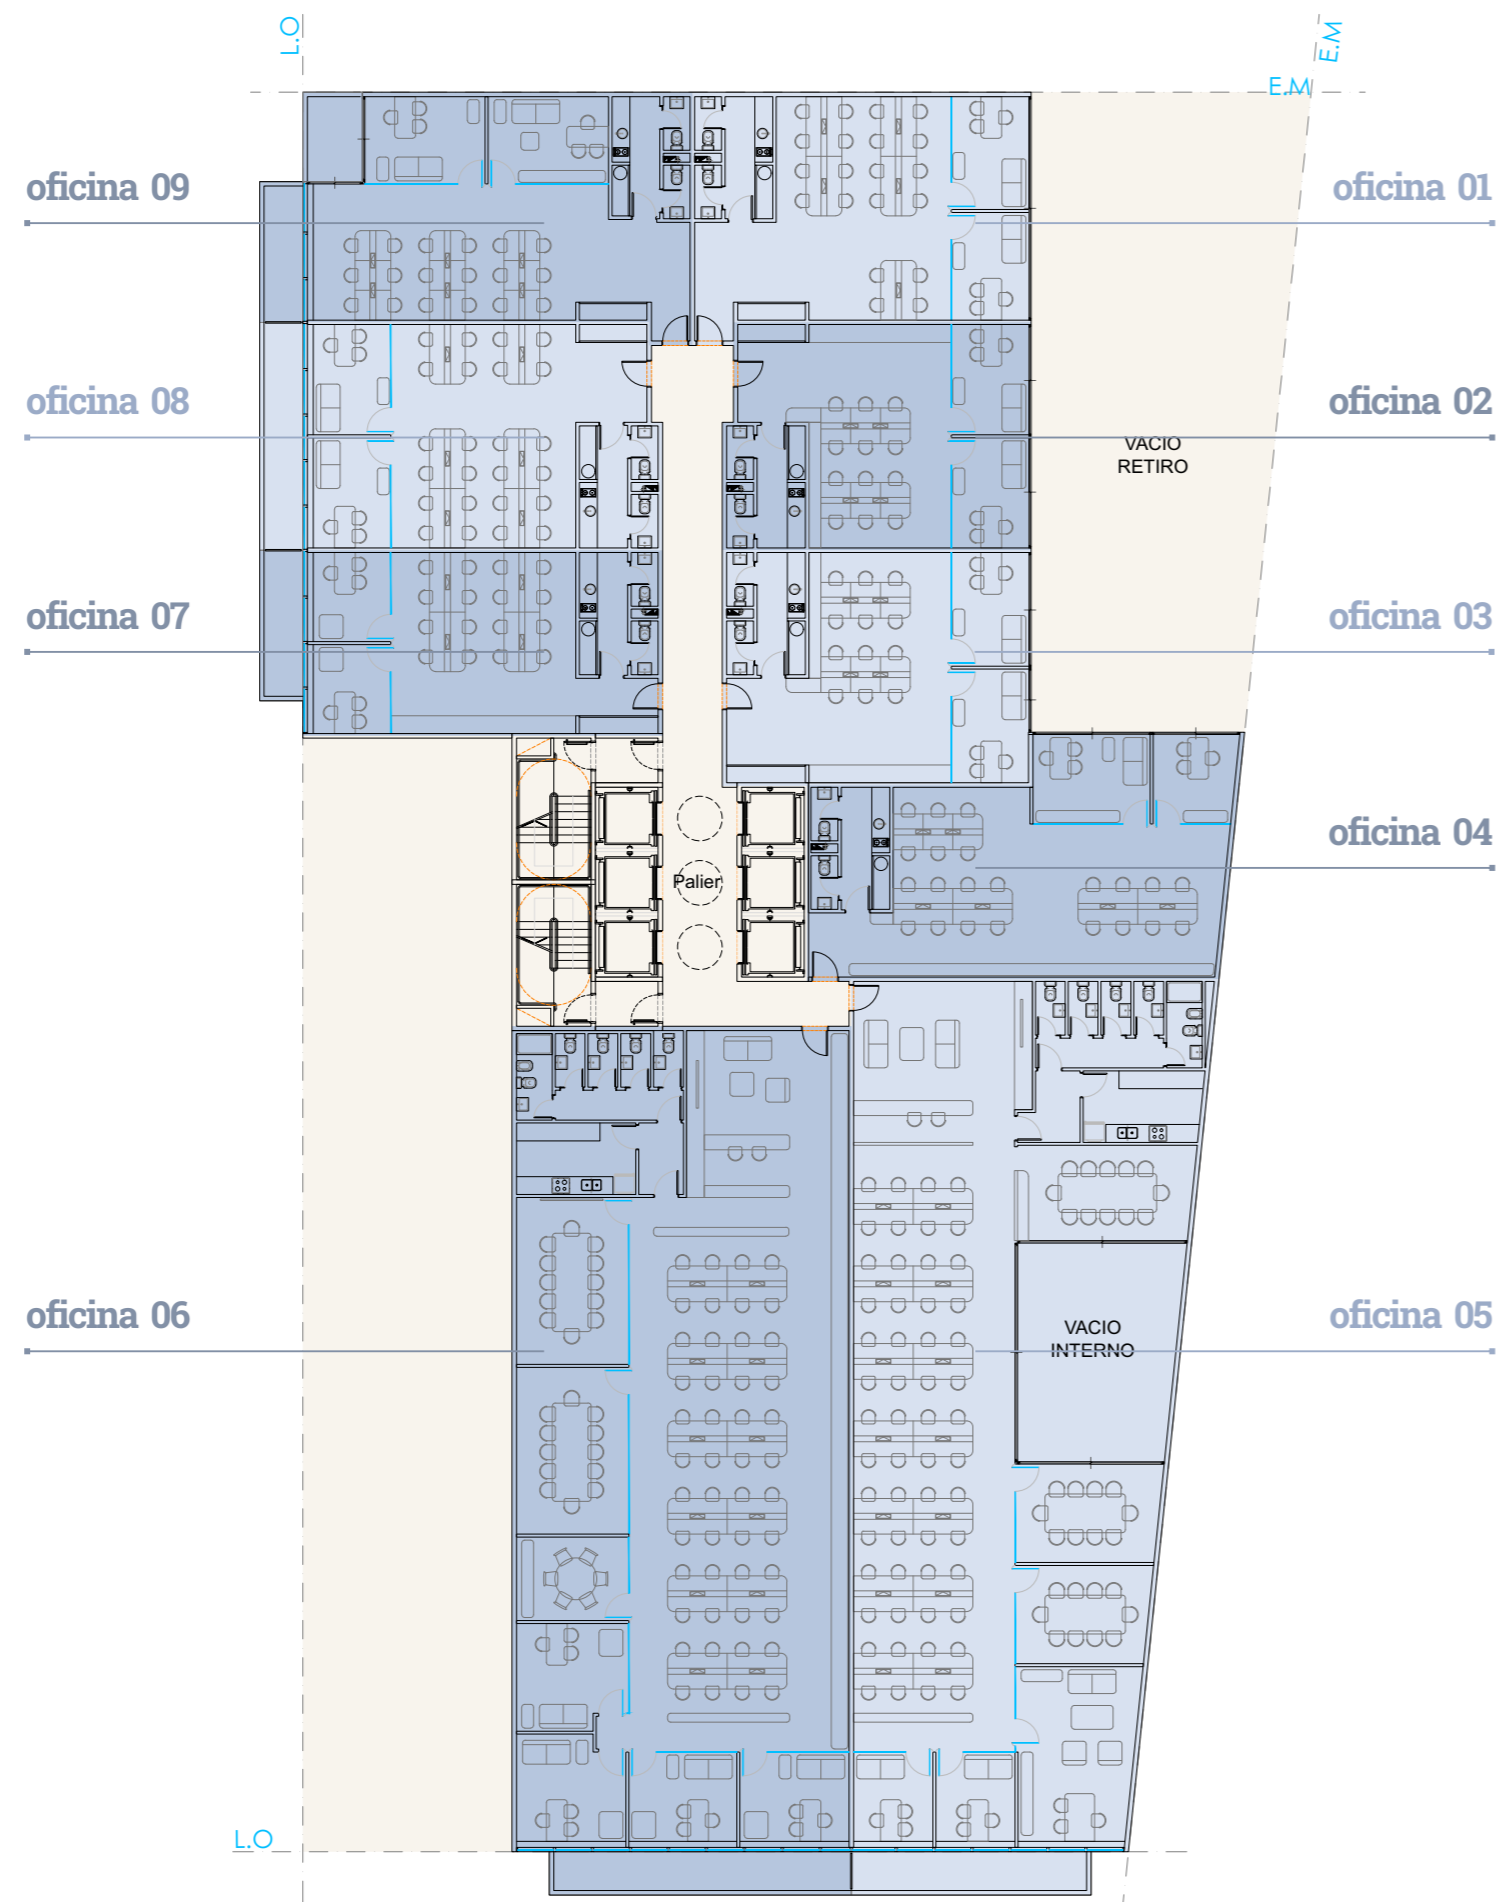 L.O
E.M
E.M
oficina 09
oficina 01
oficina 08
oficina 02
VACIO
RETIRO
oficina 07
oficina 03
oficina 04
Palier
oficina 06
oficina 05
VACIO
INTERNO
L.O